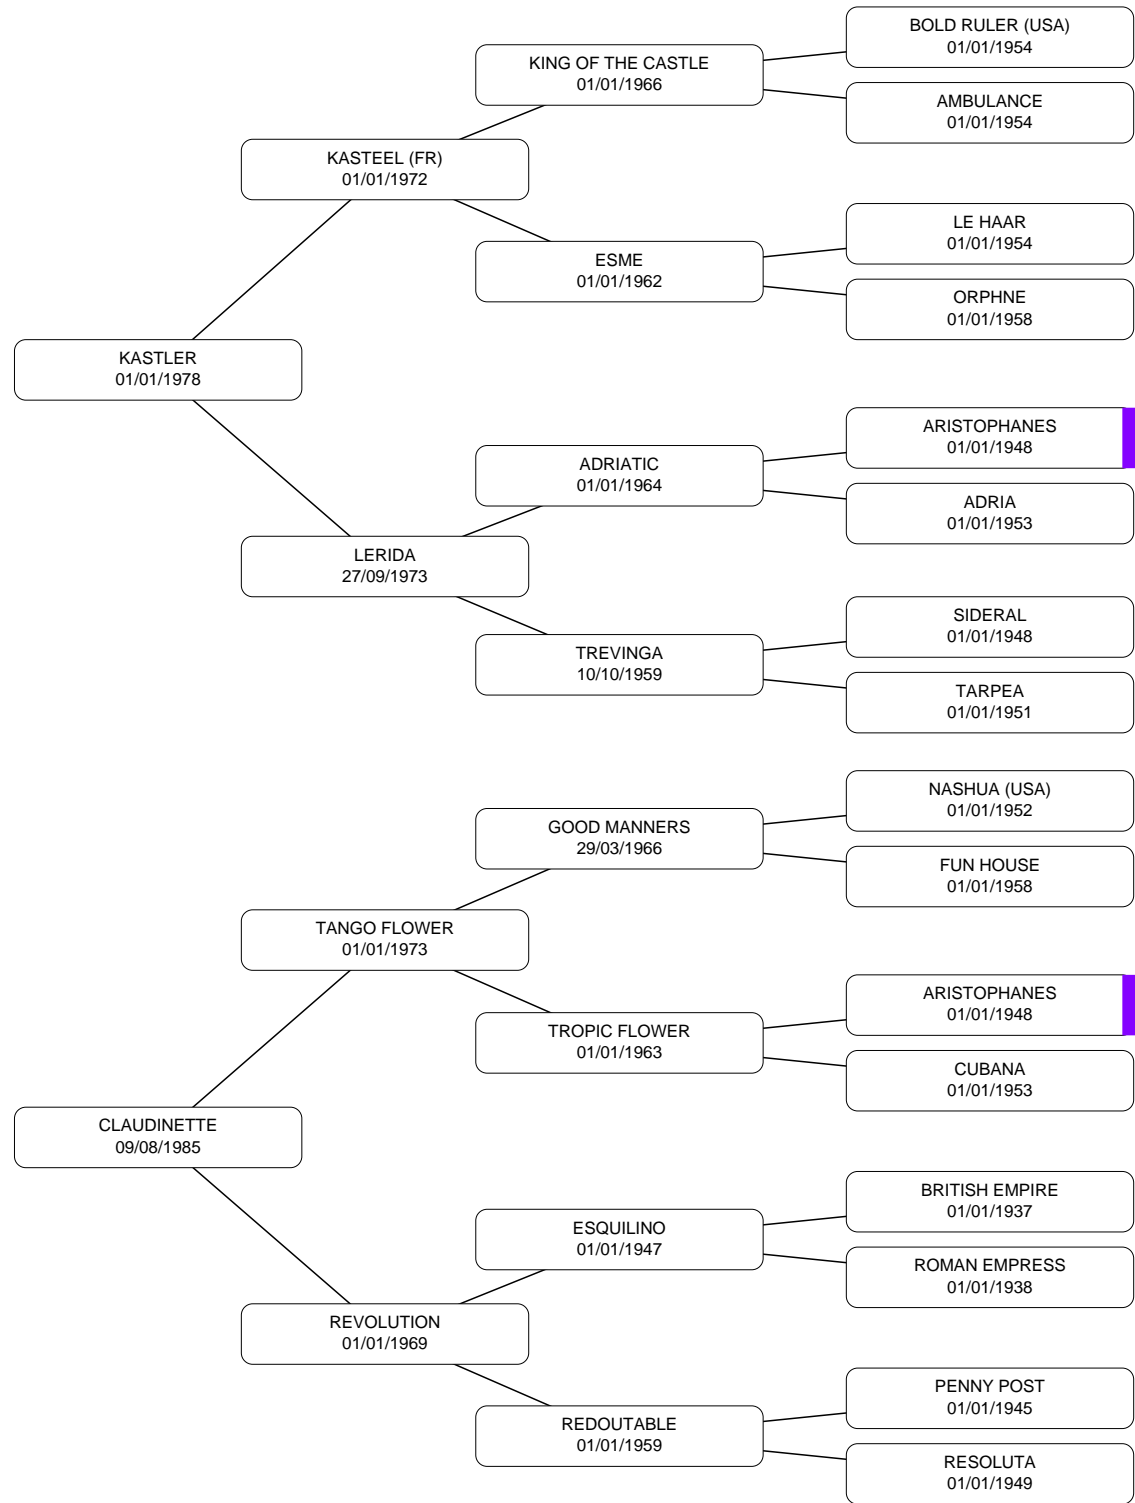 BOLD RULER (USA)
01/01/1954
KING OF THE CASTLE
01/01/1966
AMBULANCE
01/01/1954
KASTEEL (FR)
01/01/1972
LE HAAR
01/01/1954
ESME
01/01/1962
ORPHNE
01/01/1958
KASTLER
01/01/1978
ARISTOPHANES
01/01/1948
ADRIATIC
01/01/1964
ADRIA
01/01/1953
LERIDA
27/09/1973
SIDERAL
01/01/1948
TREVINGA
10/10/1959
TARPEA
01/01/1951
NASHUA (USA)
01/01/1952
GOOD MANNERS
29/03/1966
FUN HOUSE
01/01/1958
TANGO FLOWER
01/01/1973
ARISTOPHANES
01/01/1948
TROPIC FLOWER
01/01/1963
CUBANA
01/01/1953
CLAUDINETTE
09/08/1985
BRITISH EMPIRE
01/01/1937
ESQUILINO
01/01/1947
ROMAN EMPRESS
01/01/1938
REVOLUTION
01/01/1969
PENNY POST
01/01/1945
REDOUTABLE
01/01/1959
RESOLUTA
01/01/1949